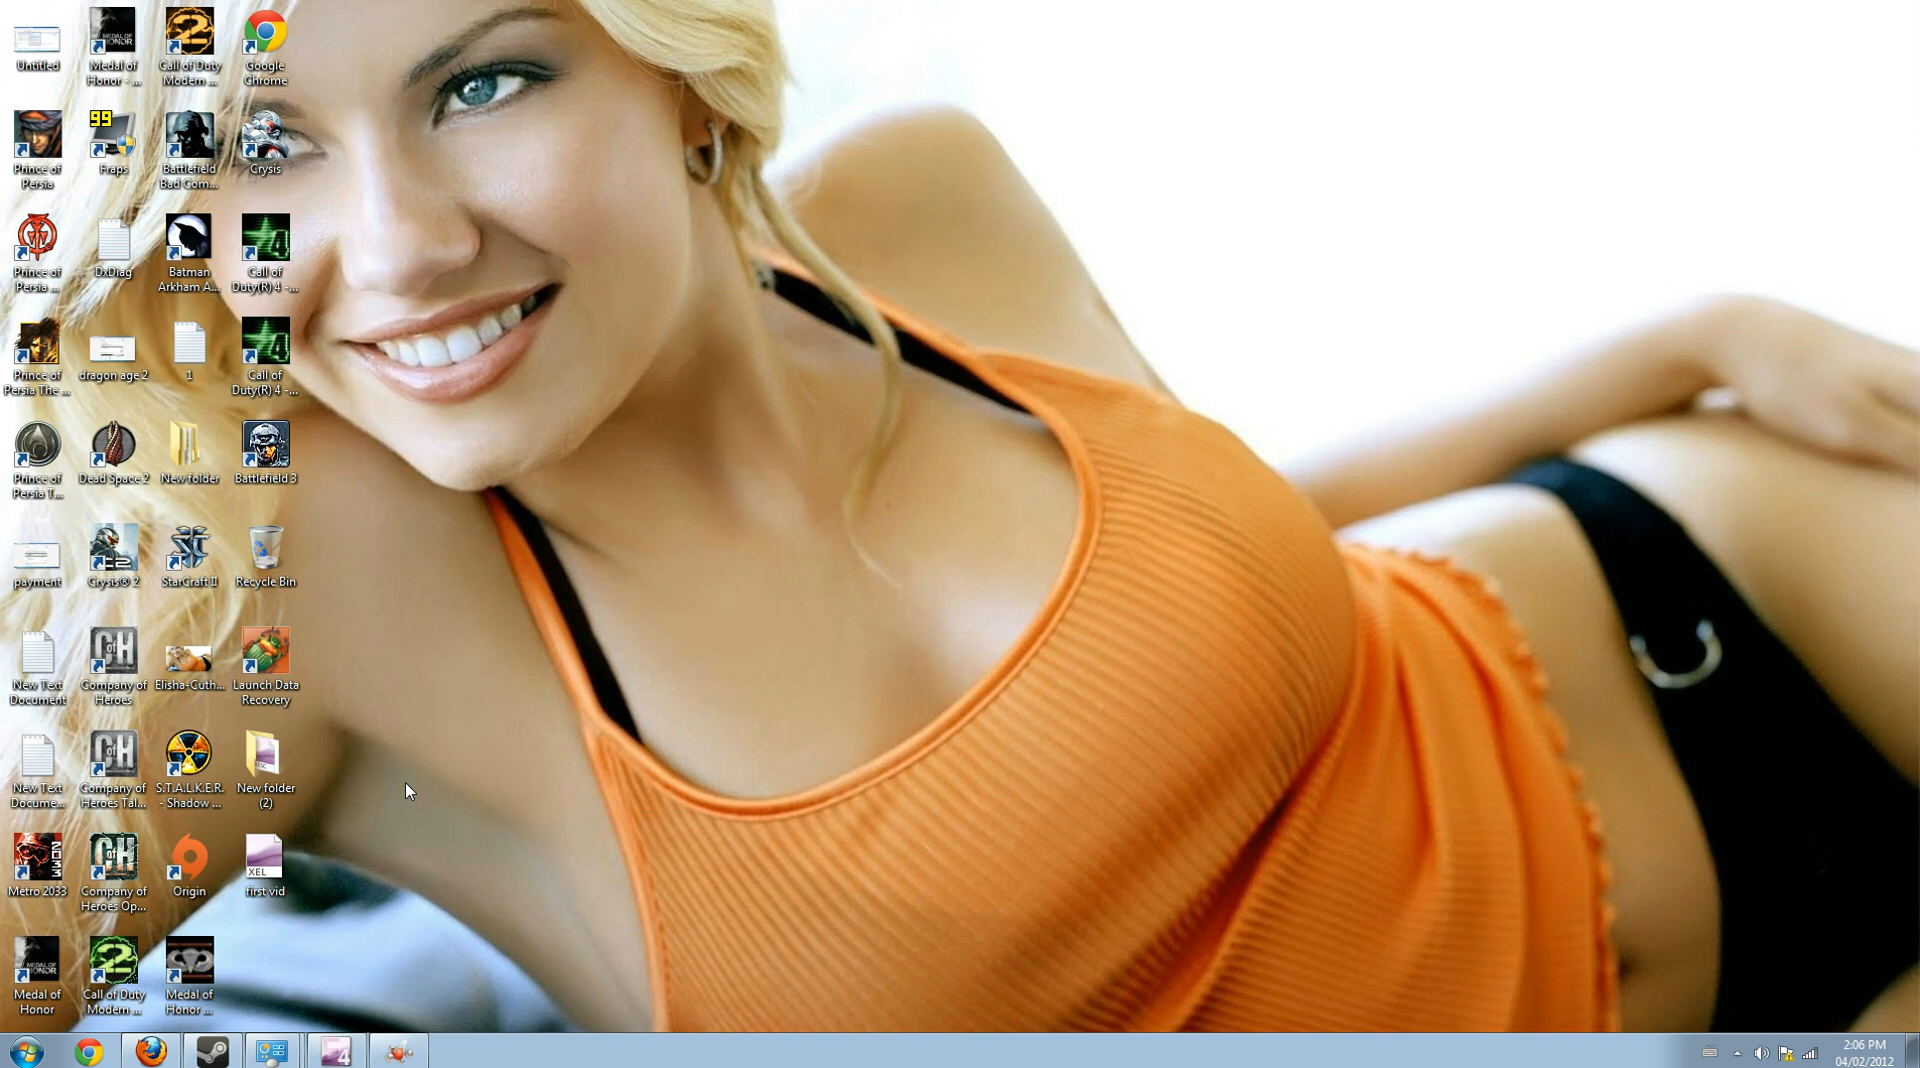 Untitled
Medal of
Honor - ...
Call of Duty
Modern ...
Google
Chrome
Prince of
Persia
99
Fraps
Battlefield
Bad Com...
Crysis
Prince of
Persia ...
DxDiag
Batman
Arkham A...
4
Call of
Duty(R) 4 -...
Prince of
Persia The ...
dragon age 2
1
4
Call of
Duty(R) 4 -...
Prince of
Persia T...
Dead Space 2
New folder
Battlefield 3
payment
Crysis® 2
StarCraft II
Recycle Bin
New Text
Document
Company of
Heroes
Elisha-Cuth...
Launch Data
Recovery
New Text
Docume...
Company of
Heroes Tal...
S.T.A.L.K.E.R.
- Shadow ...
New folder
(2)
Metro 2033
Company of
Heroes Op...
Origin
XEL
first vid
Medal of
Honor
Call of Duty
Modern ...
Medal of
Honor ...
4
2:06 PM
04/02/2012